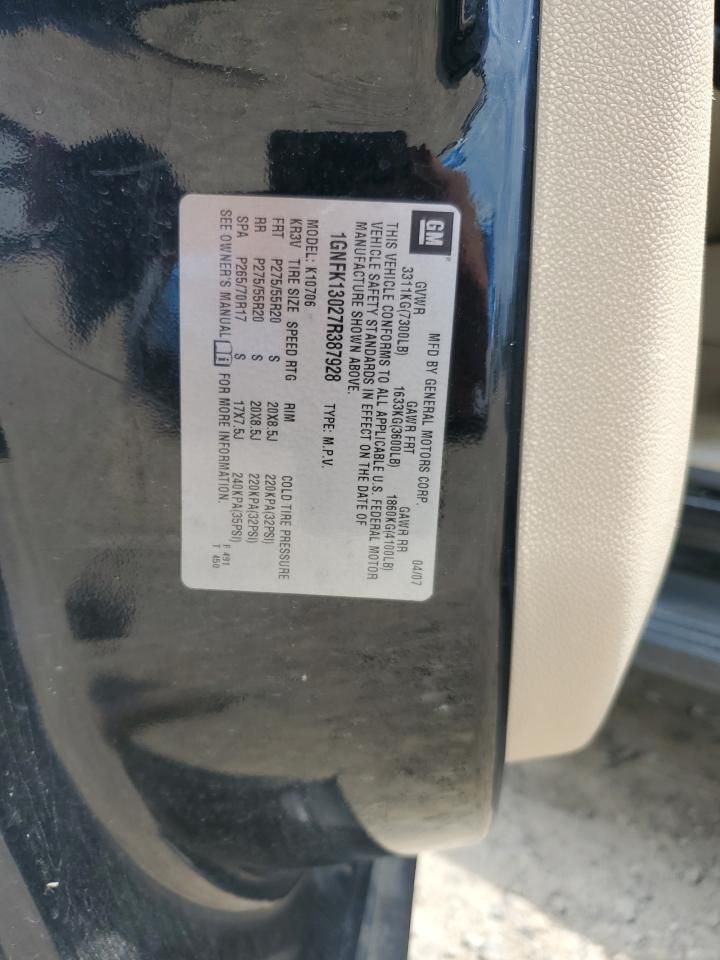 GM
MFD BY GENERAL MOTORS CORP. 04/07
GVWR GAWR FRT GAWR RR
3311KG(7300LB) 1633KG(3600LB) 1860KG(4100LB)
THIS VEHICLE CONFORMS TO ALL APPLICABLE U.S. FEDERAL MOTOR
VEHICLE SAFETY STANDARDS IN EFFECT ON THE DATE OF
MANUFACTURE SHOWN ABOVE.
1GNFK13027R387928 TYPE: M.P.V.
MODEL: K10706
KR3V TIRE SIZE SPEED RTG RIM COLD TIRE PRESSURE
FRT P275/55R20 S 20X8.5J 220KPA(32PSI)
RR P275/55R20 S 20X8.5J 220KPA(32PSI)
SPA P265/70R17 S 17X7.5J 240KPA(35PSI)
SEE OWNER'S MANUAL FOR MORE INFORMATION.
F 491
T 450